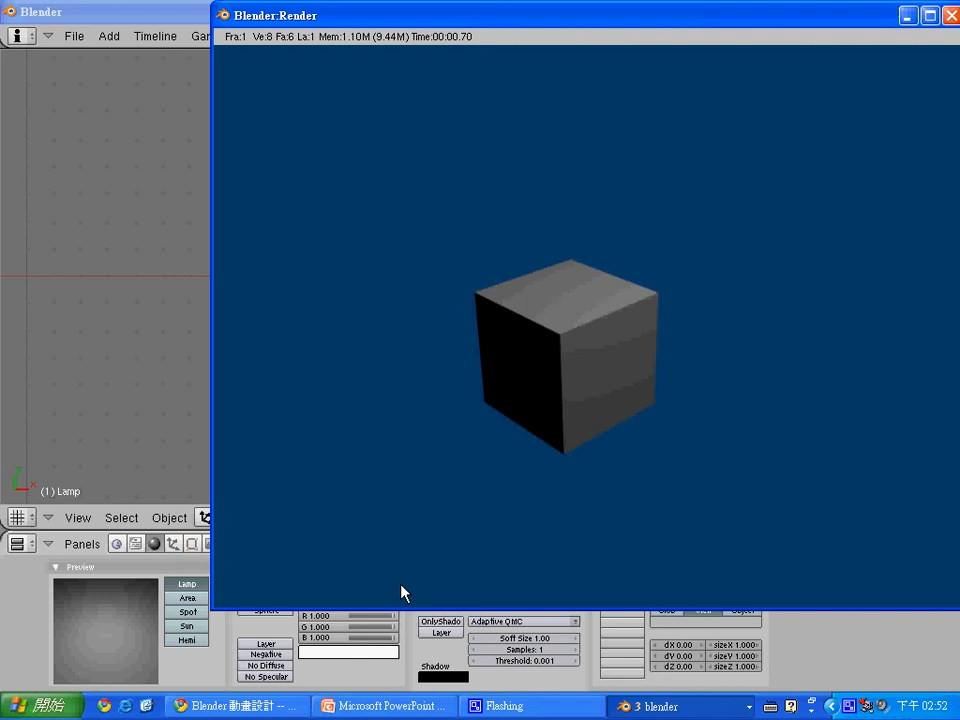 Blender
Blender:Render
File Add Timeline
Fra:1 Ve:8 Fa:6 La:1 Mem:1.10M (9.44M) Time:00:00.70
(1) Lamp
View Select Object
Panels
Preview
Lamp
Area
Spot
Sun
Hemi
R 1.000
G 1.000
B 1.000
Layer
Negative
No Diffuse
No Specular
OnlyShado
Layer
Shadow
Adaptive QMC
Soft Size 1.00
Samples: 1
Threshold: 0.001
dX 0.00 sizeX 1.000
dY 0.00 sizeY 1.000
dZ 0.00 sizeZ 1.000
開始
Blender 動畫設計 -- ...
Microsoft PowerPoint ...
Flashing
3 blender
下午 02:52